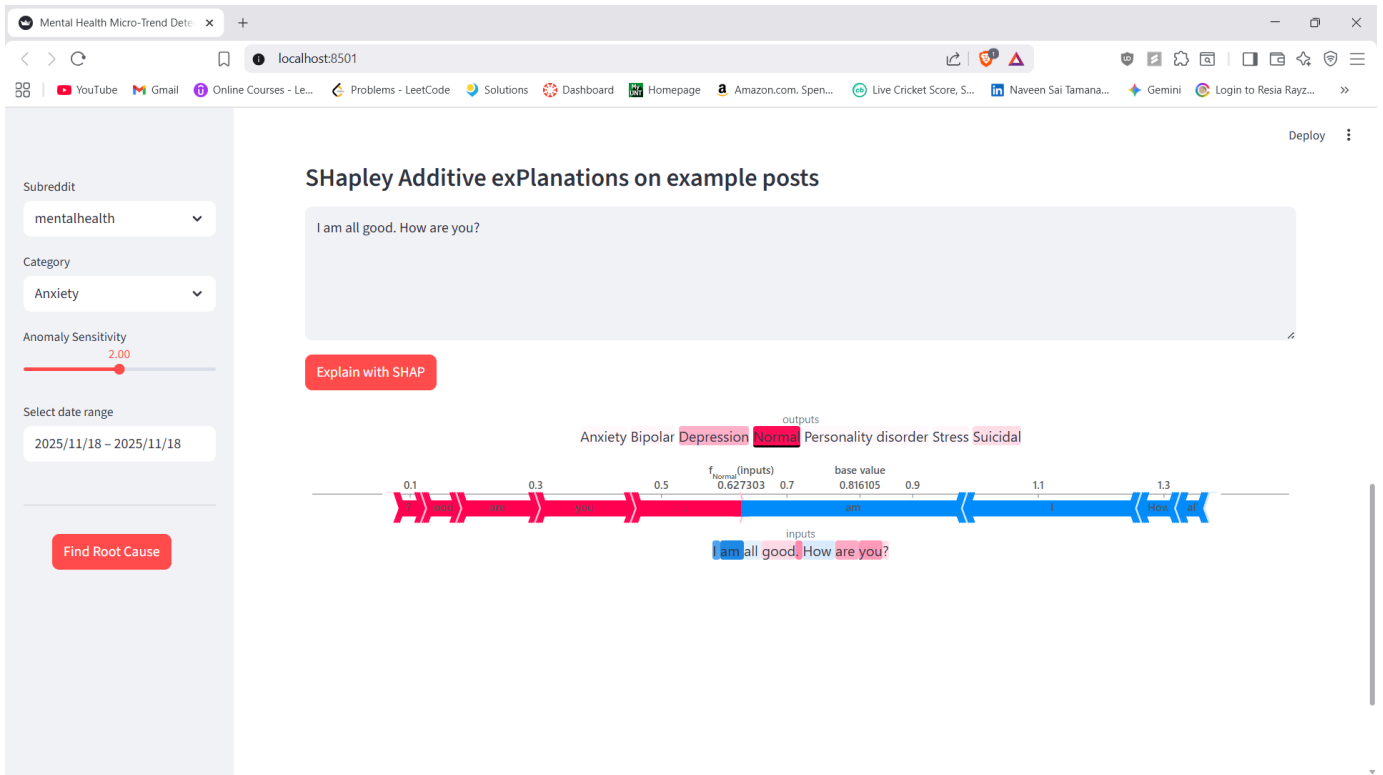 Mental Health Micro-Trend Dete
localhost:8501
1
YouTube Gmail Online Courses - Le... Problems - LeetCode Solutions Dashboard Homepage Amazon.com. Spen... Live Cricket Score, S... Naveen Sai Tamana... Gemini Login to Resia Rayz... »
Deploy
Subreddit
mentalhealth
Category
Anxiety
Anomaly Sensitivity
2.00
Select date range
2025/11/18 – 2025/11/18
Find Root Cause
SHapley Additive exPlanations on example posts
I am all good. How are you?
Explain with SHAP
outputs
Anxiety Bipolar Depression Normal Personality disorder Stress Suicidal
fNormal(inputs) base value
0.1 0.3 0.5 0.627303 0.7 0.816105 0.9 1.1 1.3
? good are you . am I How all
inputs
I am all good. How are you?